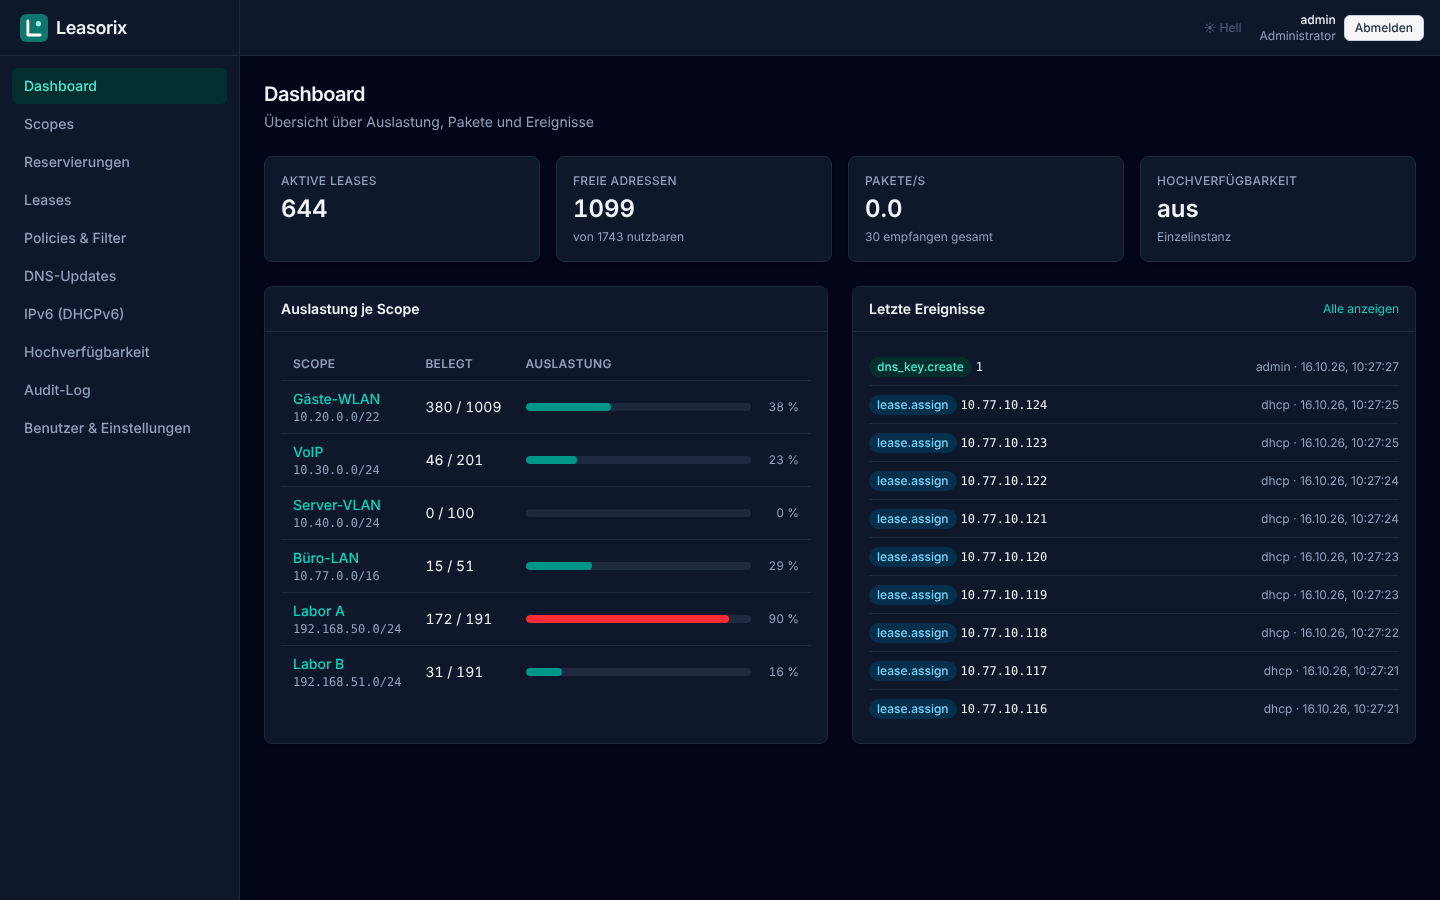 Leasorix
☀ Hell
admin
Administrator
Abmelden
Dashboard
Scopes
Reservierungen
Leases
Policies & Filter
DNS-Updates
IPv6 (DHCPv6)
Hochverfügbarkeit
Audit-Log
Benutzer & Einstellungen
Dashboard
Übersicht über Auslastung, Pakete und Ereignisse
AKTIVE LEASES
644
FREIE ADRESSEN
1099
von 1743 nutzbaren
PAKETE/S
0.0
30 empfangen gesamt
HOCHVERFÜGBARKEIT
aus
Einzelinstanz
Auslastung je Scope
SCOPE BELEGT AUSLASTUNG
Gäste-WLAN
10.20.0.0/22
380 / 1009 38 %
VoIP
10.30.0.0/24
46 / 201 23 %
Server-VLAN
10.40.0.0/24
0 / 100 0 %
Büro-LAN
10.77.0.0/16
15 / 51 29 %
Labor A
192.168.50.0/24
172 / 191 90 %
Labor B
192.168.51.0/24
31 / 191 16 %
Letzte Ereignisse Alle anzeigen
dns_key.create 1 admin · 16.10.26, 10:27:27
lease.assign 10.77.10.124 dhcp · 16.10.26, 10:27:25
lease.assign 10.77.10.123 dhcp · 16.10.26, 10:27:25
lease.assign 10.77.10.122 dhcp · 16.10.26, 10:27:24
lease.assign 10.77.10.121 dhcp · 16.10.26, 10:27:24
lease.assign 10.77.10.120 dhcp · 16.10.26, 10:27:23
lease.assign 10.77.10.119 dhcp · 16.10.26, 10:27:23
lease.assign 10.77.10.118 dhcp · 16.10.26, 10:27:22
lease.assign 10.77.10.117 dhcp · 16.10.26, 10:27:21
lease.assign 10.77.10.116 dhcp · 16.10.26, 10:27:21